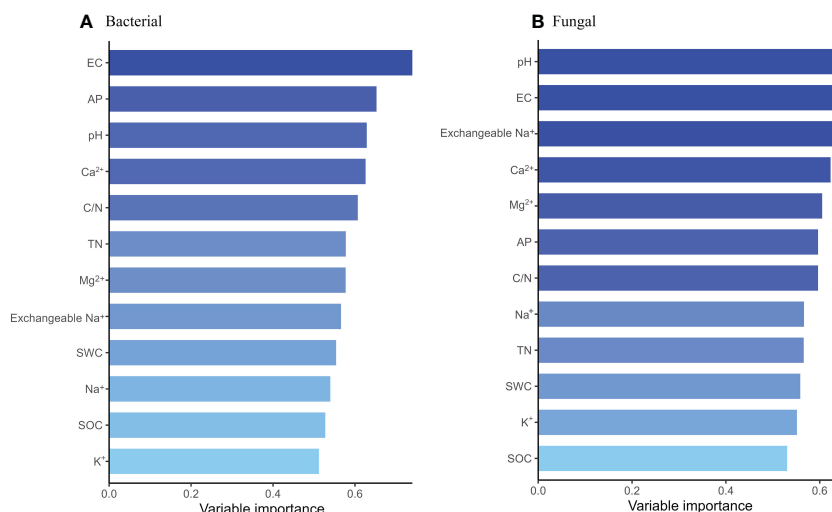 A Bacterial
EC
AP
pH
Ca²⁺
C/N
TN
Mg²⁺
Exchangeable Na⁺
SWC
Na⁺
SOC
K⁺
0.0 0.2 0.4 0.6
Variable importance
B Fungal
pH
EC
Exchangeable Na⁺
Ca²⁺
Mg²⁺
AP
C/N
Na⁺
TN
SWC
K⁺
SOC
0.0 0.2 0.4 0.6
Variable importance